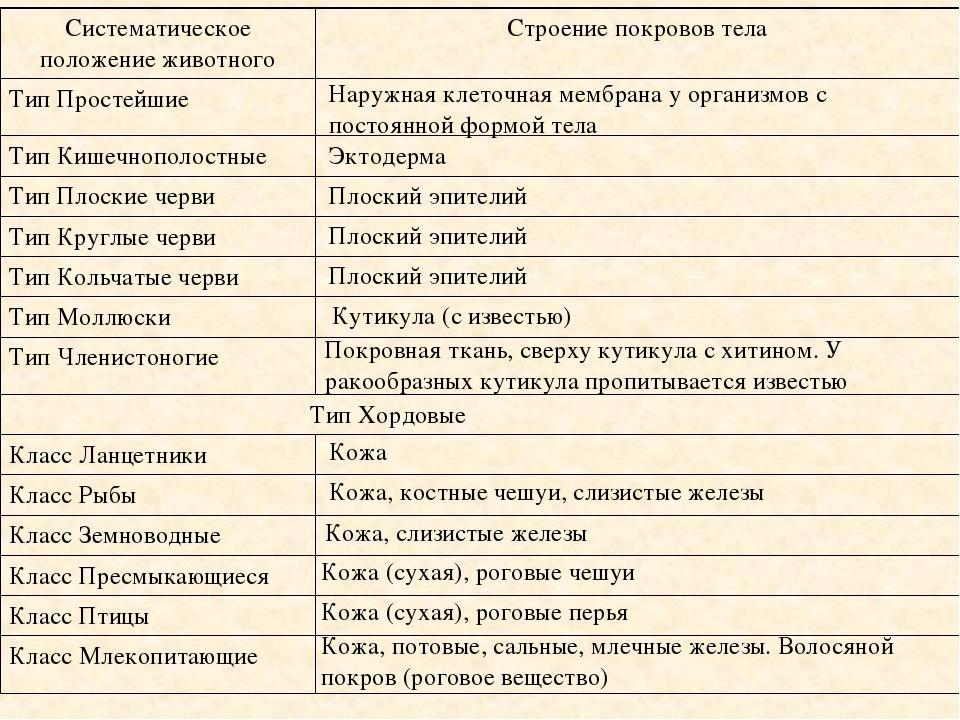 Систематическое
положение животного
Строение покровов тела
Тип Простейшие
Наружная клеточная мембрана у организмов с
постоянной формой тела
Тип Кишечнополостные
Эктодерма
Тип Плоские черви
Плоский эпителий
Тип Круглые черви
Плоский эпителий
Тип Кольчатые черви
Плоский эпителий
Тип Моллюски
Кутикула (с известью)
Тип Членистоногие
Покровная ткань, сверху кутикула с хитином. У
ракообразных кутикула пропитывается известью
Тип Хордовые
Класс Ланцетники
Кожа
Класс Рыбы
Кожа, костные чешуи, слизистые железы
Класс Земноводные
Кожа, слизистые железы
Класс Пресмыкающиеся
Кожа (сухая), роговые чешуи
Класс Птицы
Кожа (сухая), роговые перья
Класс Млекопитающие
Кожа, потовые, сальные, млечные железы. Волосяной
покров (роговое вещество)